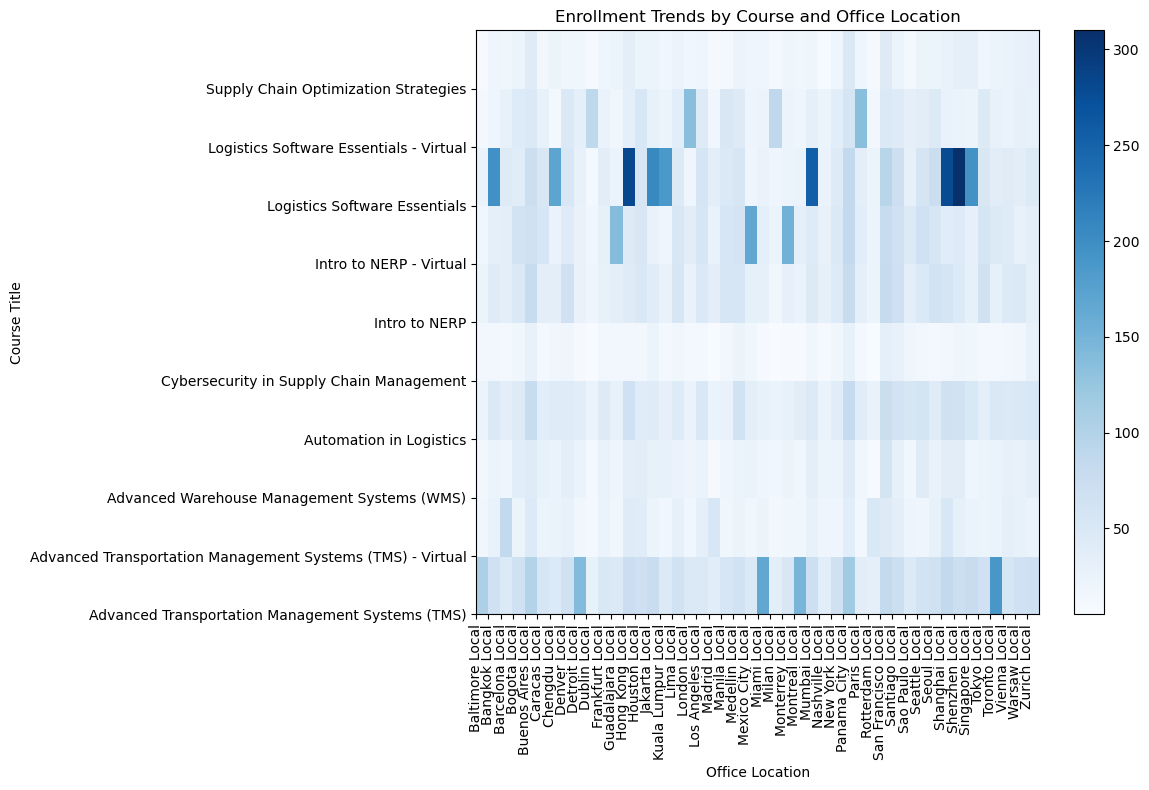 Enrollment Trends by Course and Office Location
Supply Chain Optimization Strategies
Logistics Software Essentials - Virtual
Logistics Software Essentials
Intro to NERP - Virtual
Intro to NERP
Cybersecurity in Supply Chain Management
Automation in Logistics
Advanced Warehouse Management Systems (WMS)
Advanced Transportation Management Systems (TMS) - Virtual
Advanced Transportation Management Systems (TMS)
Course Title
300
250
200
150
100
50
Baltimore Local
Bangkok Local
Barcelona Local
Bogota Local
Buenos Aires Local
Caracas Local
Chengdu Local
Denver Local
Detroit Local
Dublin Local
Frankfurt Local
Guadalajara Local
Hong Kong Local
Houston Local
Jakarta Local
Kuala Lumpur Local
Lima Local
London Local
Los Angeles Local
Madrid Local
Manila Local
Medellin Local
Mexico City Local
Miami Local
Milan Local
Monterrey Local
Montreal Local
Mumbai Local
Nashville Local
New York Local
Panama City Local
Paris Local
Rotterdam Local
San Francisco Local
Santiago Local
Sao Paulo Local
Seattle Local
Seoul Local
Shanghai Local
Shenzhen Local
Singapore Local
Tokyo Local
Toronto Local
Vienna Local
Warsaw Local
Zurich Local
Office Location